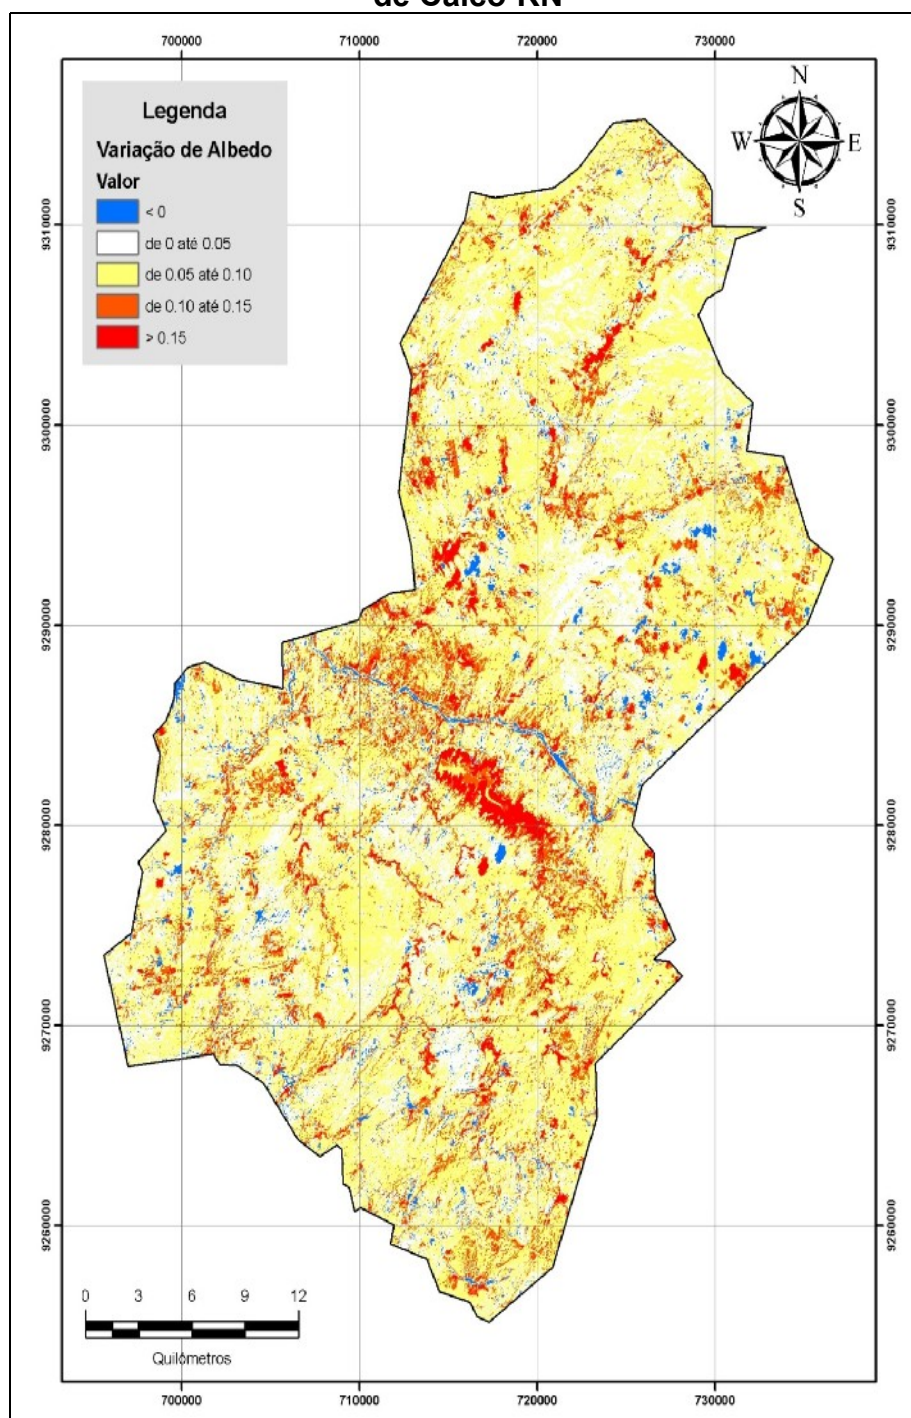 de Caicó-RN
700000 710000 720000 730000
N
W E
S
Legenda
Variação de Albedo
Valor
< 0
de 0 até 0.05
de 0.05 até 0.10
de 0.10 até 0.15
> 0.15
9310000 9310000
9300000 9300000
9290000 9290000
9280000 9280000
9270000 9270000
9260000 9260000
0 3 6 9 12
Quilómetros
700000 710000 720000 730000